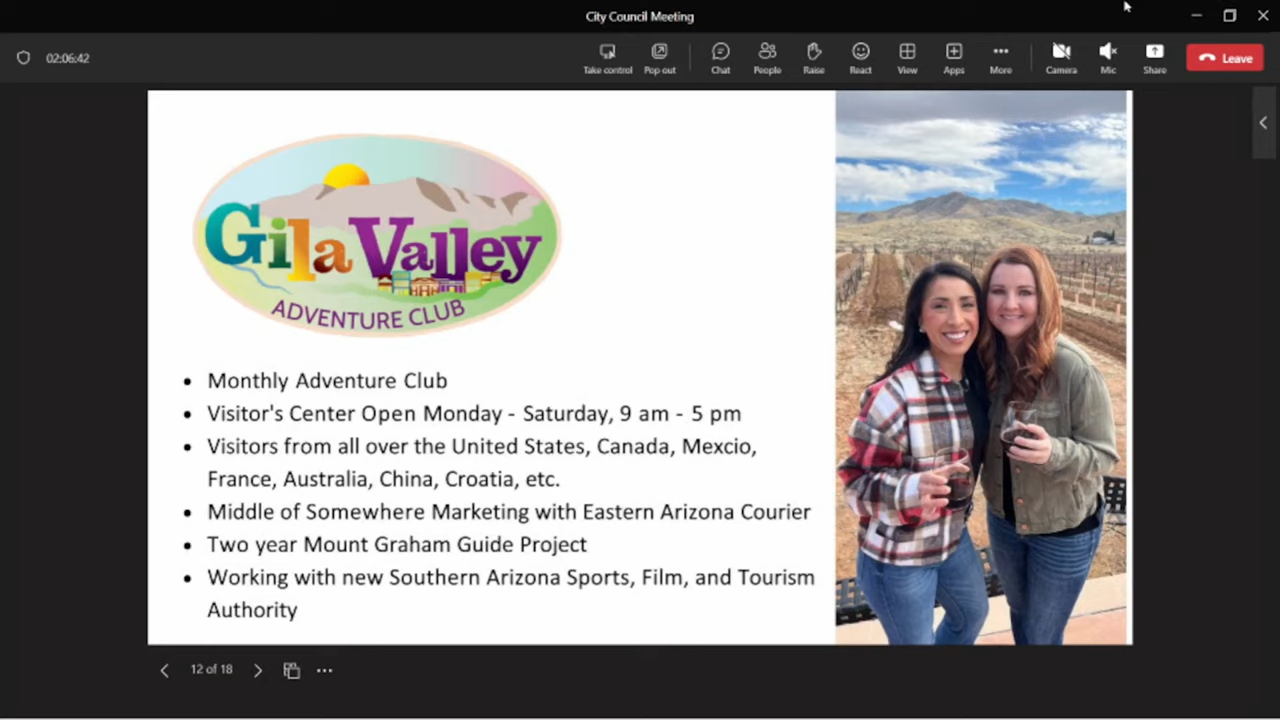 City Council Meeting
02:06:42
Take control
Pop out
Chat
People
Raise
React
View
Apps
More
Camera
Mic
Share
Leave
Gila Valley
ADVENTURE CLUB
• Monthly Adventure Club
• Visitor's Center Open Monday - Saturday, 9 am - 5 pm
• Visitors from all over the United States, Canada, Mexcio,
France, Australia, China, Croatia, etc.
• Middle of Somewhere Marketing with Eastern Arizona Courier
• Two year Mount Graham Guide Project
• Working with new Southern Arizona Sports, Film, and Tourism
Authority
12 of 18